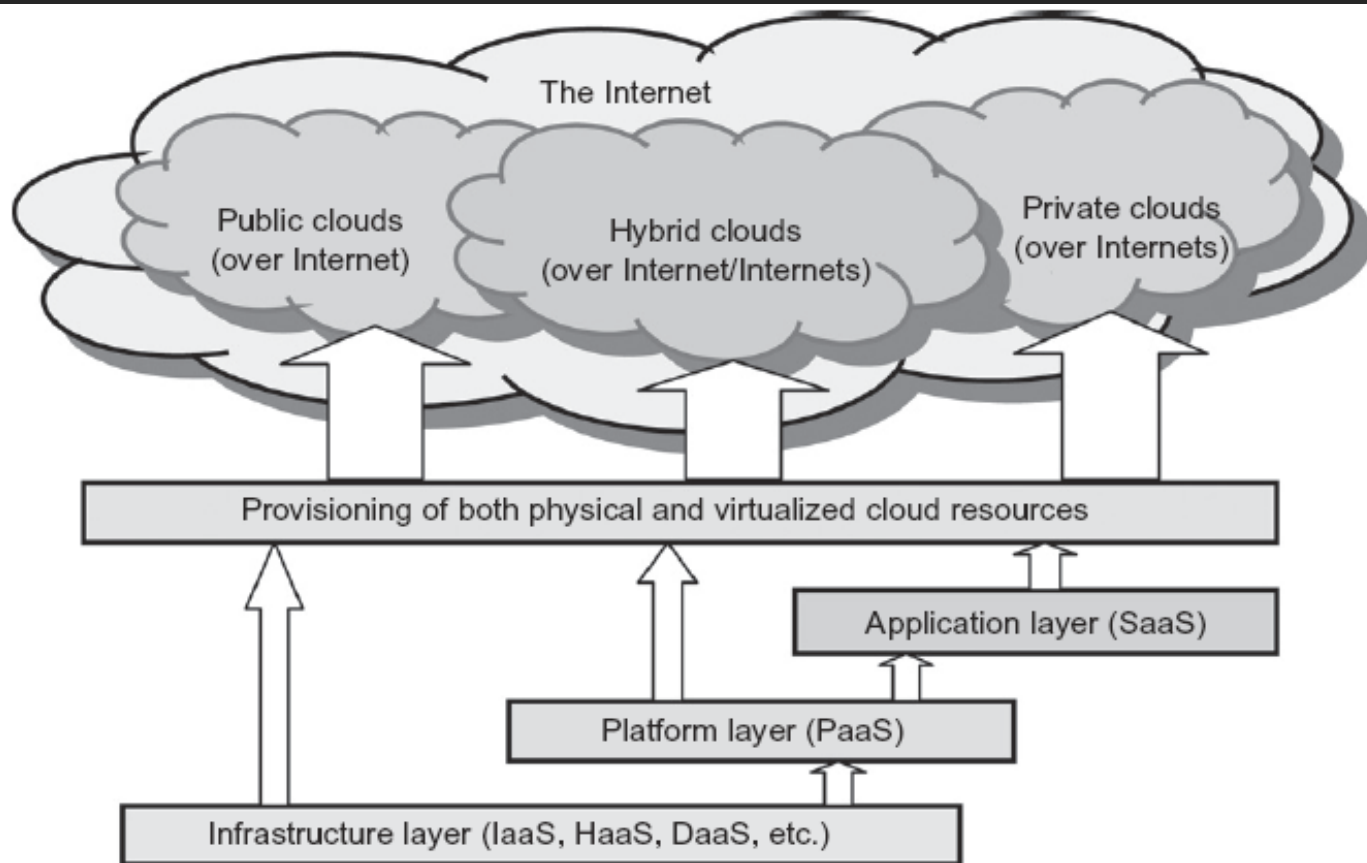 The Internet
Public clouds
(over Internet)
Hybrid clouds
(over Internet/Internets)
Private clouds
(over Internets)
Provisioning of both physical and virtualized cloud resources
Application layer (SaaS)
Platform layer (PaaS)
Infrastructure layer (IaaS, HaaS, DaaS, etc.)